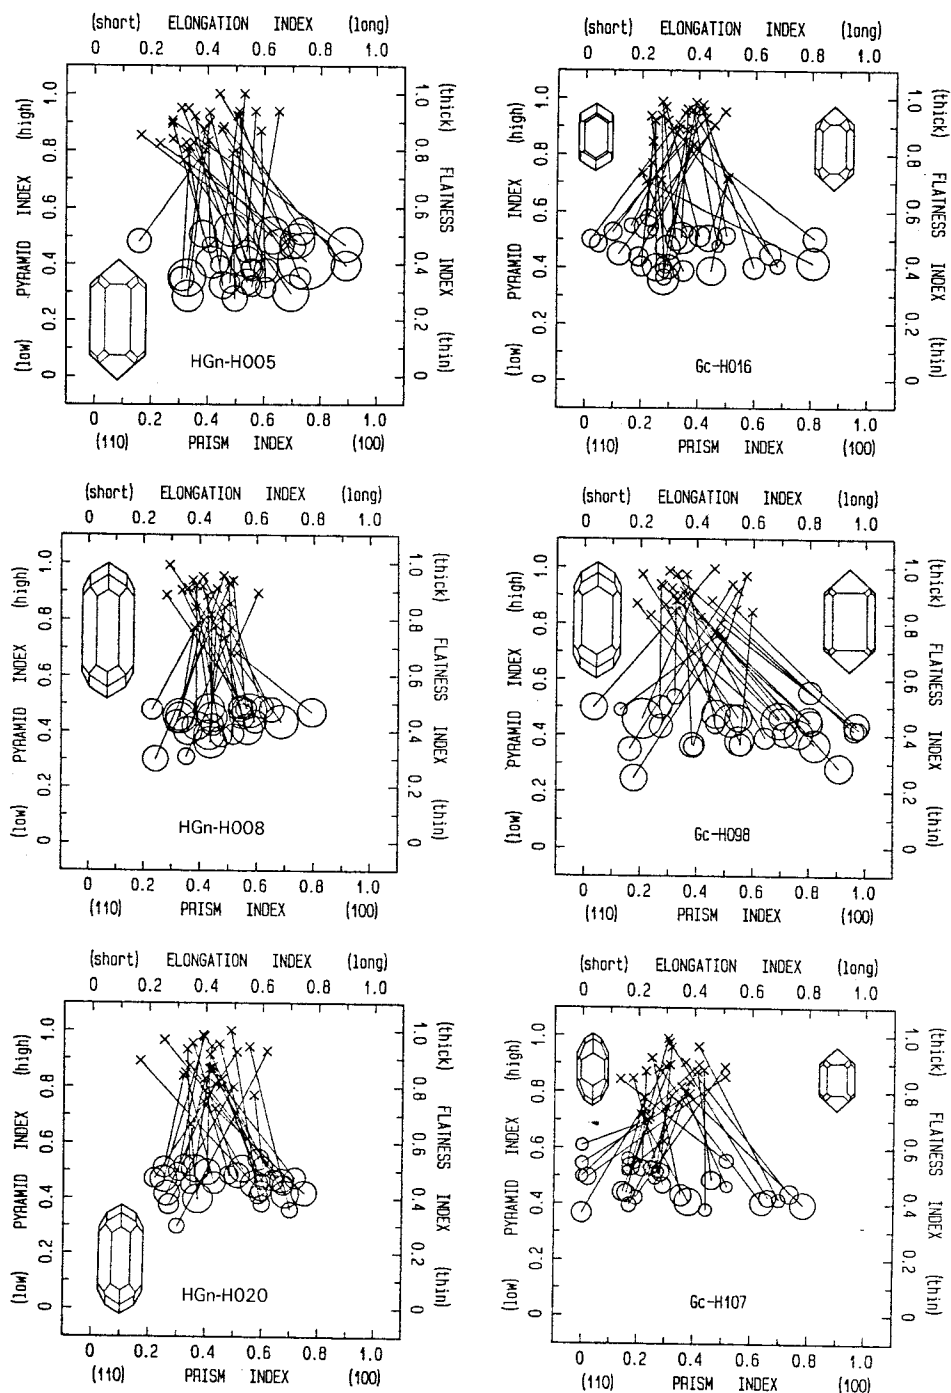 (short) ELONGATION INDEX (long)
0 0.2 0.4 0.6 0.8 1.0
(low) PYRAMID INDEX (high)
0 0.2 0.4 0.6 0.8 1.0
(thick) FLATNESS INDEX (thin)
1.0 0.8 0.6 0.4 0.2 0
HGn-H005
0 0.2 0.4 0.6 0.8 1.0
(110) PRISM INDEX (100)
(short) ELONGATION INDEX (long)
0 0.2 0.4 0.6 0.8 1.0
(low) PYRAMID INDEX (high)
0 0.2 0.4 0.6 0.8 1.0
(thick) FLATNESS INDEX (thin)
1.0 0.8 0.6 0.4 0.2 0
Gc-H016
0 0.2 0.4 0.6 0.8 1.0
(110) PRISM INDEX (100)
(short) ELONGATION INDEX (long)
0 0.2 0.4 0.6 0.8 1.0
(low) PYRAMID INDEX (high)
0 0.2 0.4 0.6 0.8 1.0
(thick) FLATNESS INDEX (thin)
1.0 0.8 0.6 0.4 0.2 0
HGn-H008
0 0.2 0.4 0.6 0.8 1.0
(110) PRISM INDEX (100)
(short) ELONGATION INDEX (long)
0 0.2 0.4 0.6 0.8 1.0
(low) PYRAMID INDEX (high)
0 0.2 0.4 0.6 0.8 1.0
(thick) FLATNESS INDEX (thin)
1.0 0.8 0.6 0.4 0.2 0
Gc-H098
0 0.2 0.4 0.6 0.8 1.0
(110) PRISM INDEX (100)
(short) ELONGATION INDEX (long)
0 0.2 0.4 0.6 0.8 1.0
(low) PYRAMID INDEX (high)
0 0.2 0.4 0.6 0.8 1.0
(thick) FLATNESS INDEX (thin)
1.0 0.8 0.6 0.4 0.2 0
HGn-H020
0 0.2 0.4 0.6 0.8 1.0
(110) PRISM INDEX (100)
(short) ELONGATION INDEX (long)
0 0.2 0.4 0.6 0.8 1.0
(low) PYRAMID INDEX (high)
0 0.2 0.4 0.6 0.8 1.0
(thick) FLATNESS INDEX (thin)
1.0 0.8 0.6 0.4 0.2 0
Gc-H107
0 0.2 0.4 0.6 0.8 1.0
(110) PRISM INDEX (100)